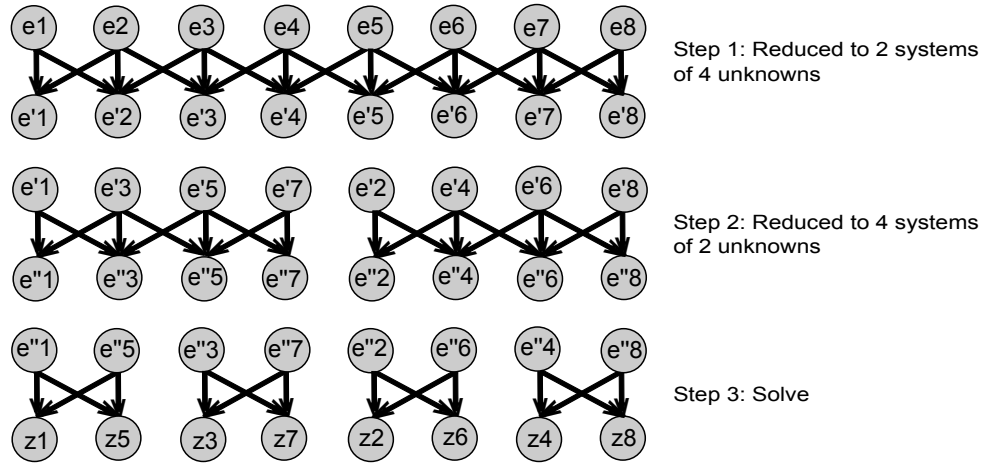 e1 e2 e3 e4 e5 e6 e7 e8
Step 1: Reduced to 2 systems
of 4 unknowns
e'1 e'2 e'3 e'4 e'5 e'6 e'7 e'8
e'1 e'3 e'5 e'7 e'2 e'4 e'6 e'8
Step 2: Reduced to 4 systems
of 2 unknowns
e''1 e''3 e''5 e''7 e''2 e''4 e''6 e''8
e''1 e''5 e''3 e''7 e''2 e''6 e''4 e''8
Step 3: Solve
z1 z5 z3 z7 z2 z6 z4 z8